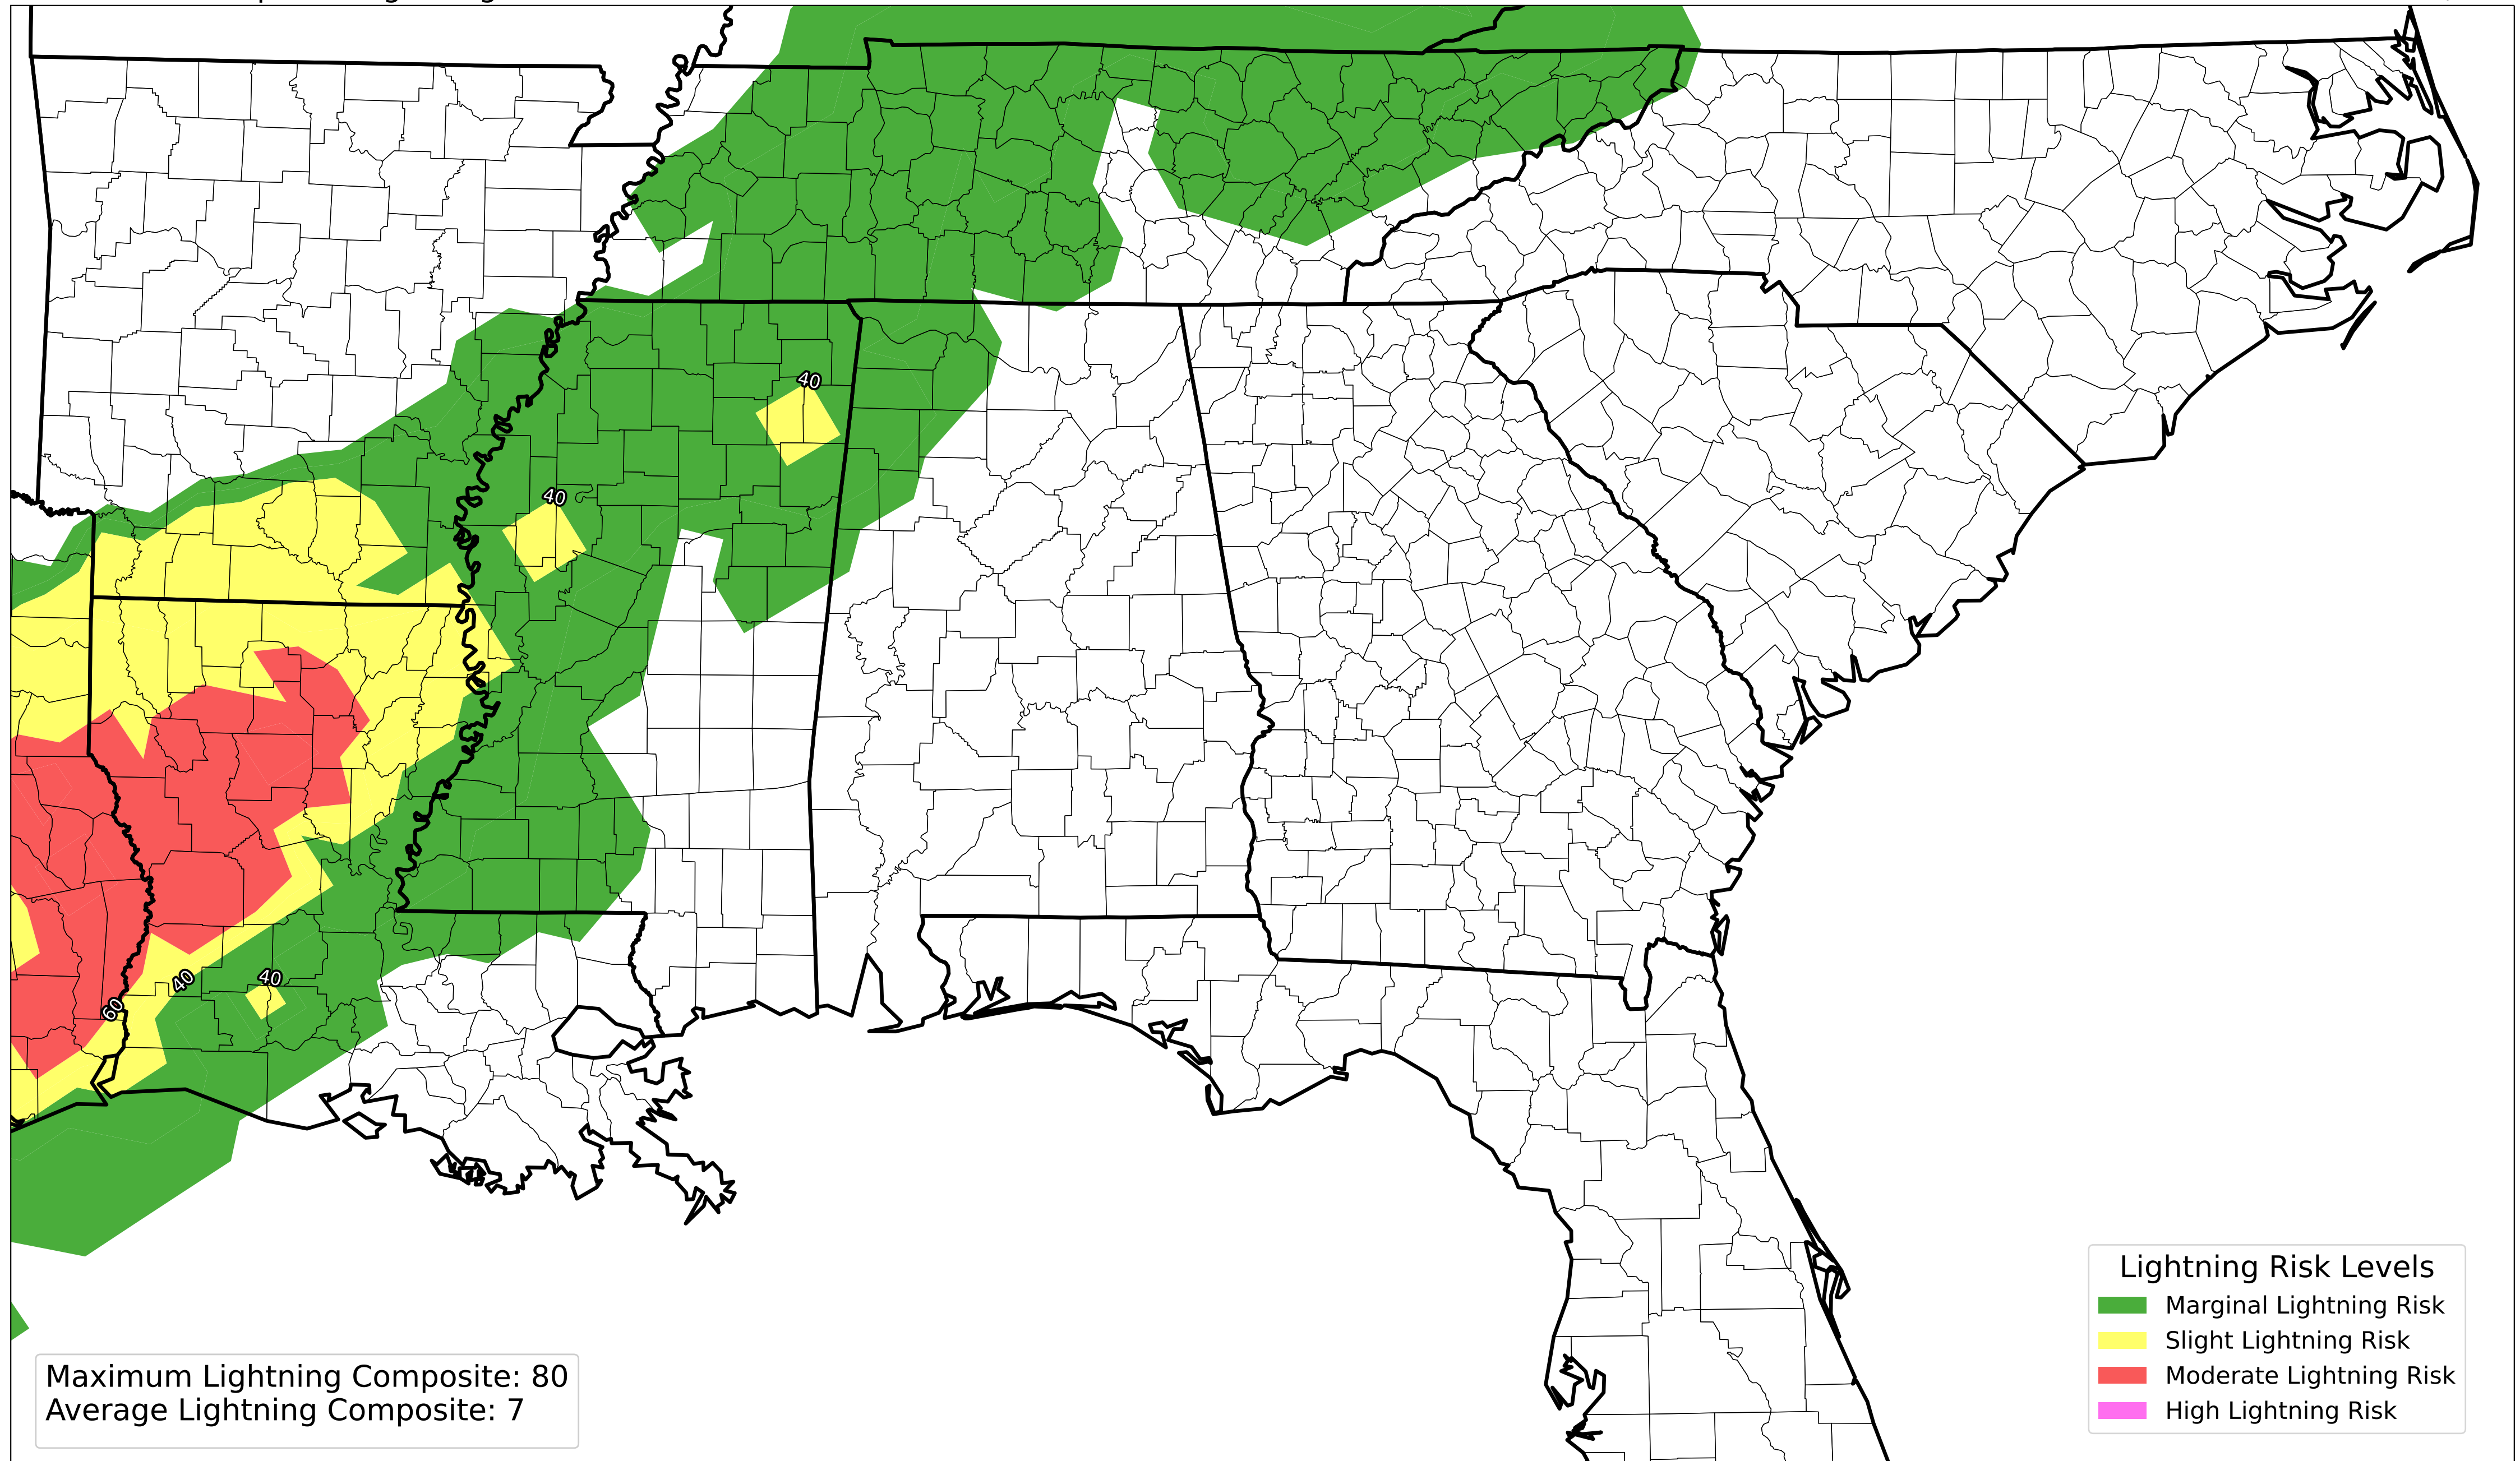 40
40
40
40
60
Lightning Risk Levels
Marginal Lightning Risk
Slight Lightning Risk
Moderate Lightning Risk
High Lightning Risk
Maximum Lightning Composite: 80
Average Lightning Composite: 7